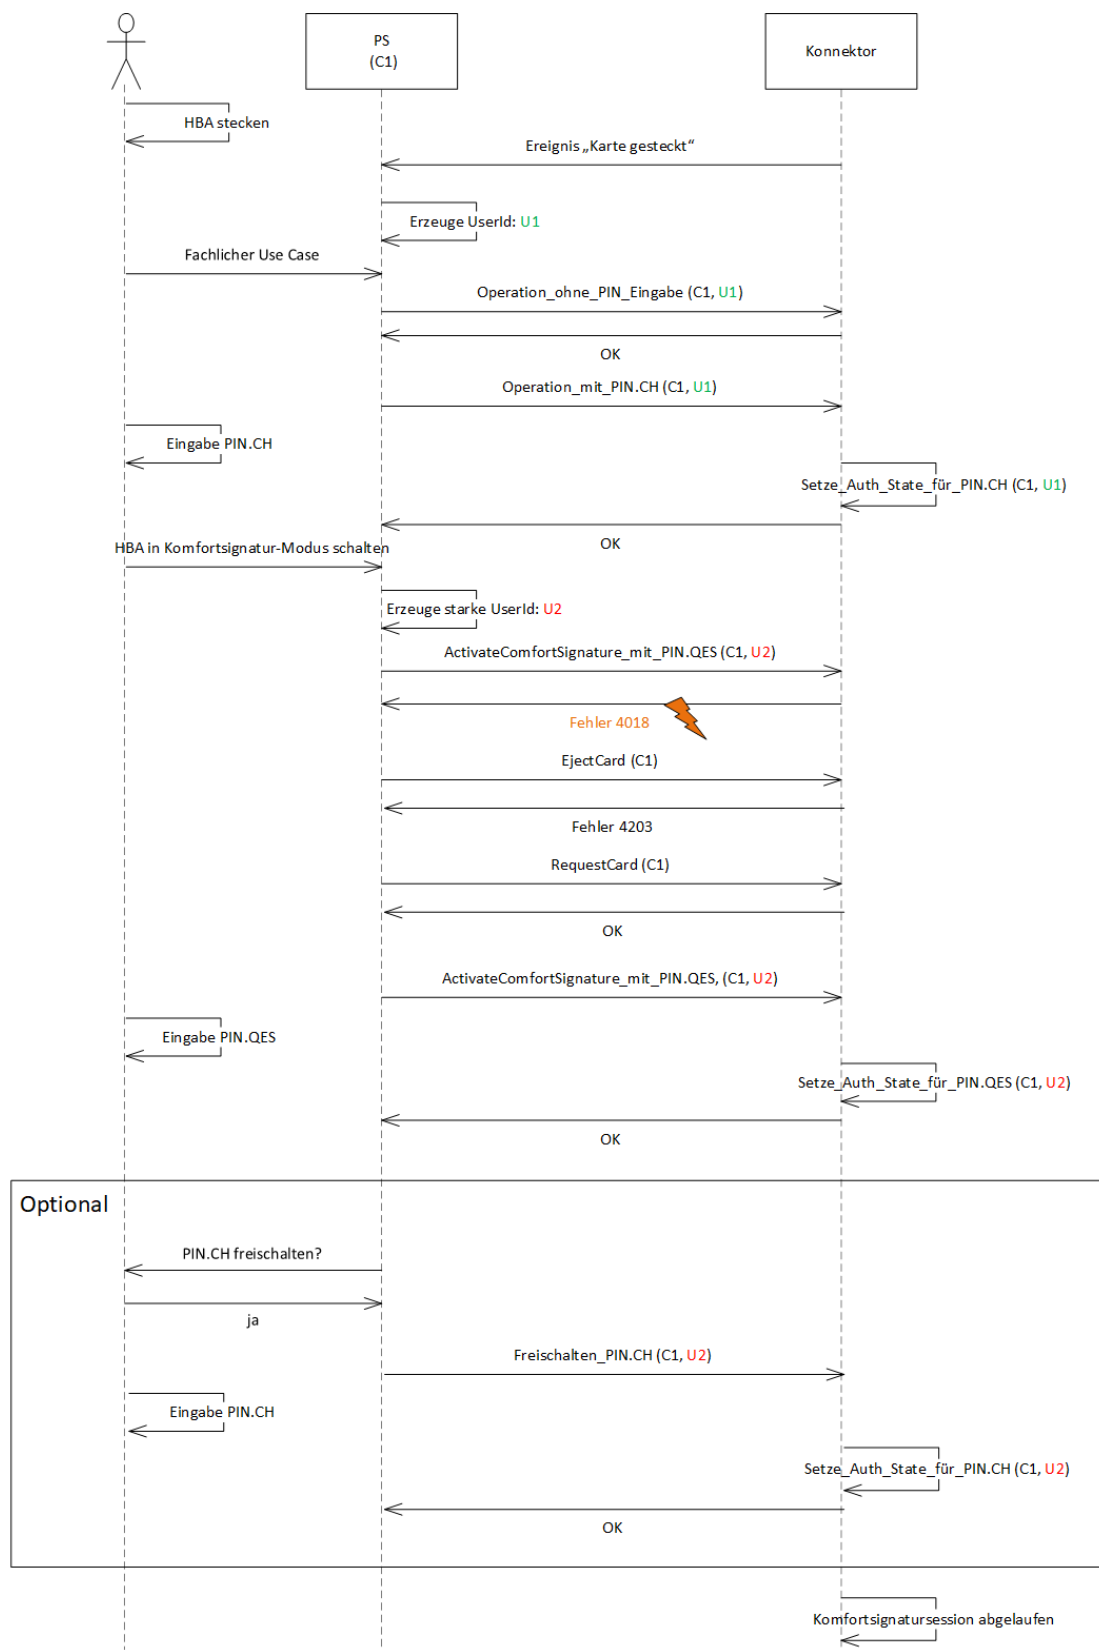 PS
(C1)
Konnektor
HBA stecken
Ereignis „Karte gesteckt“
Erzeuge UserId: U1
Fachlicher Use Case
Operation_ohne_PIN_Eingabe (C1, U1)
OK
Operation_mit_PIN.CH (C1, U1)
Eingabe PIN.CH
Setze_Auth_State_für_PIN.CH (C1, U1)
OK
HBA in Komfortsignatur-Modus schalten
Erzeuge starke UserId: U2
ActivateComfortSignature_mit_PIN.QES (C1, U2)
Fehler 4018
EjectCard (C1)
Fehler 4203
RequestCard (C1)
OK
ActivateComfortSignature_mit_PIN.QES, (C1, U2)
Eingabe PIN.QES
Setze_Auth_State_für_PIN.QES (C1, U2)
OK
Optional
PIN.CH freischalten?
ja
Freischalten_PIN.CH (C1, U2)
Eingabe PIN.CH
Setze_Auth_State_für_PIN.CH (C1, U2)
OK
Komfortsignatursession abgelaufen